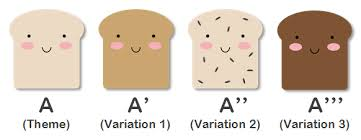 A A' A'' A'''
(Theme) (Variation 1) (Variation 2) (Variation 3)